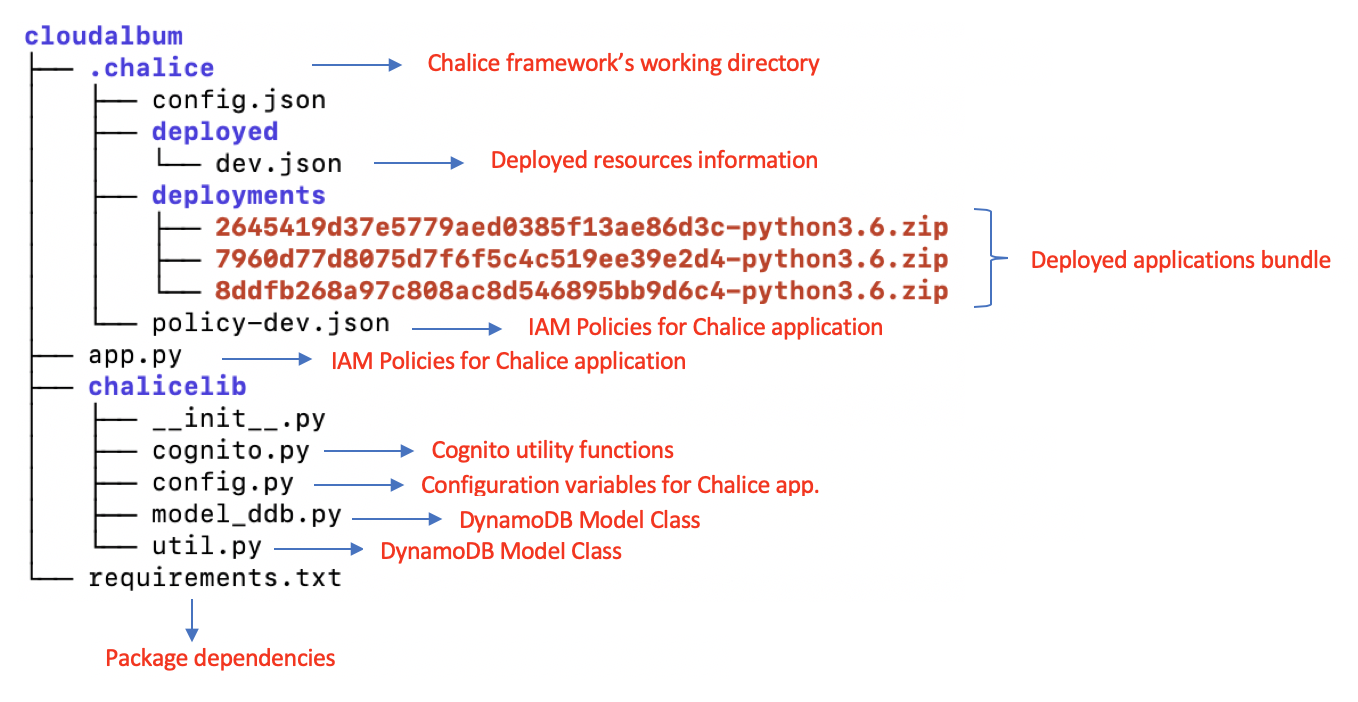 cloudalbum
.chalice Chalice framework’s working directory
config.json
deployed
dev.json Deployed resources information
deployments
2645419d37e5779aed0385f13ae86d3c-python3.6.zip
7960d77d8075d7f6f5c4c519ee39e2d4-python3.6.zip Deployed applications bundle
8ddfb268a97c808ac8d546895bb9d6c4-python3.6.zip
policy-dev.json IAM Policies for Chalice application
app.py IAM Policies for Chalice application
chalicelib
__init__.py
cognito.py Cognito utility functions
config.py Configuration variables for Chalice app.
model_ddb.py DynamoDB Model Class
util.py DynamoDB Model Class
requirements.txt
Package dependencies